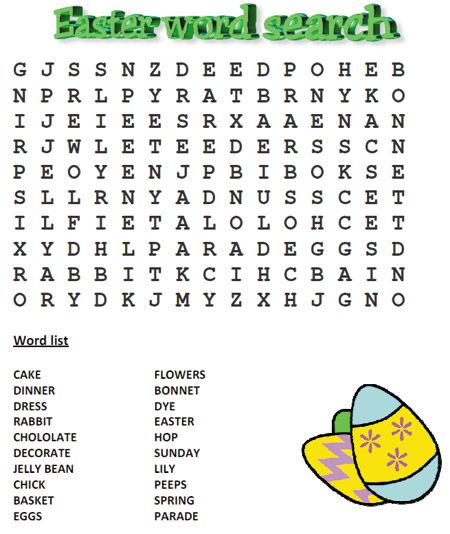 Easter word search
G J S S N Z D E E D P O H E B
N P R L P Y R A T B R N Y K O
I J E I E E S R X A A E N A N
R J W L E T E E D E R S S C N
P E O Y E N J P B I B O K S E
S L L R N Y A D N U S S C E T
I L F I E T A L O L O H C E T
X Y D H L P A R A D E G G S D
R A B B I T K C I H C B A I N
O R Y D K J M Y Z X H J G N O
Word list
CAKE FLOWERS
DINNER BONNET
DRESS DYE
RABBIT EASTER
CHOLOLATE HOP
DECORATE SUNDAY
JELLY BEAN LILY
CHICK PEEPS
BASKET SPRING
EGGS PARADE